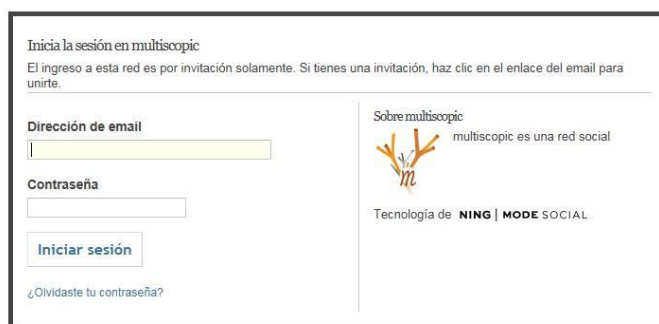 Inicia la sesión en multiscopic
El ingreso a esta red es por invitación solamente. Si tienes una invitación, haz clic en el enlace del email para
unirte.
Dirección de email
Contraseña
Iniciar sesión
¿Olvidaste tu contraseña?
Sobre multiscopic
m
multiscopic es una red social
Tecnología de NING | MODE SOCIAL